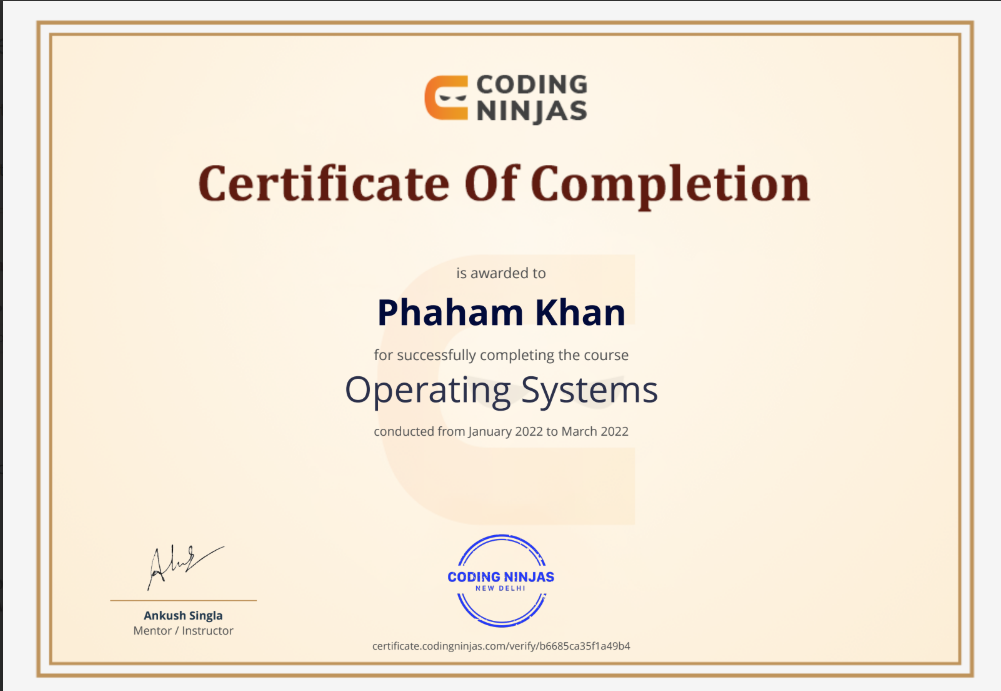 CODING
NINJAS
Certificate Of Completion
is awarded to
Phaham Khan
for successfully completing the course
Operating Systems
conducted from January 2022 to March 2022
Ankush Singla
Mentor / Instructor
CODING NINJAS
NEW DELHI
certificate.codingninjas.com/verify/b6685ca35f1a49b4